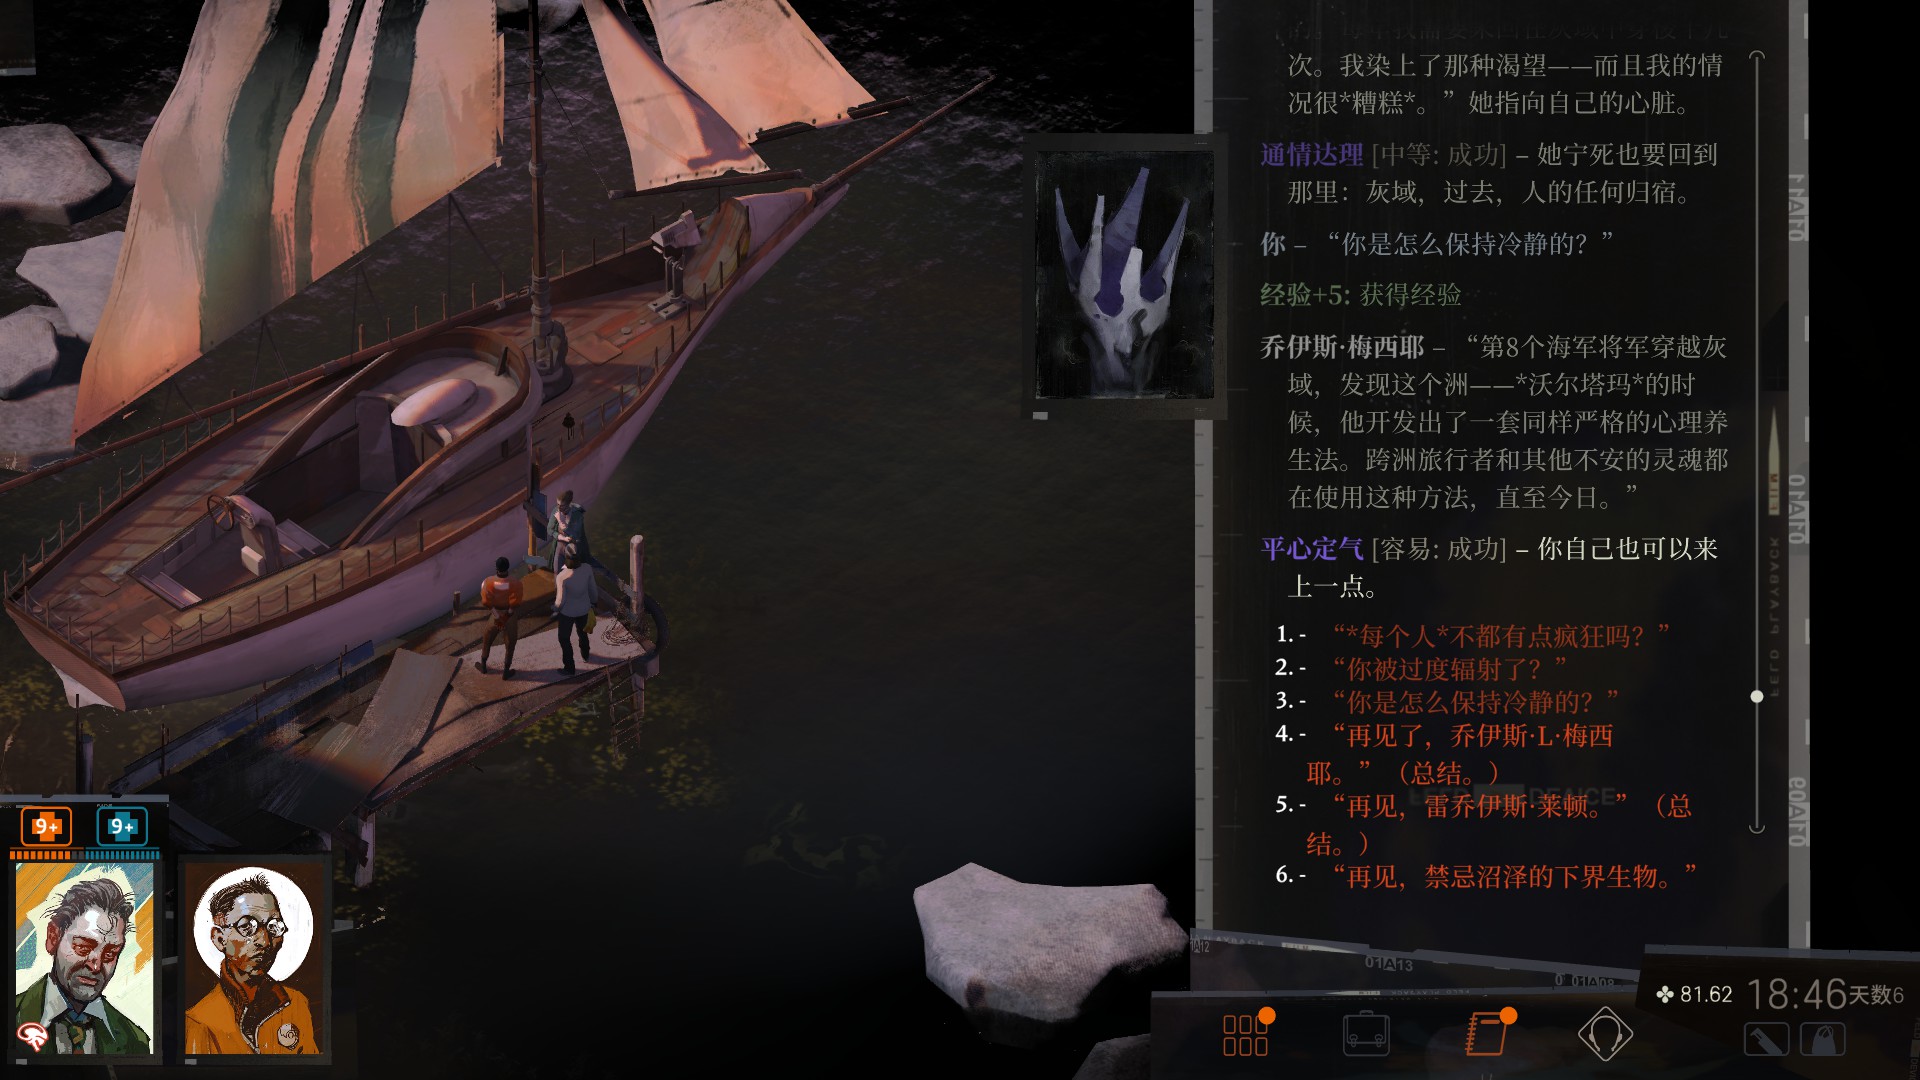 次。我染上了那种渴望——而且我的情
况很*糟糕*。”她指向自己的心脏。
通情达理 [中等: 成功] – 她宁死也要回到
那里：灰域，过去，人的任何归宿。
你 – “你是怎么保持冷静的？”
经验+5: 获得经验
乔伊斯·梅西耶 – “第8个海军将军穿越灰
域，发现这个洲——*沃尔塔玛*的时
候，他开发出了一套同样严格的心理养
生法。跨洲旅行者和其他不安的灵魂都
在使用这种方法，直至今日。”
平心定气 [容易: 成功] – 你自己也可以来
上一点。
1. - “*每个人*不都有点疯狂吗？”
2. - “你被过度辐射了？”
3. - “你是怎么保持冷静的？”
4. - “再见了，乔伊斯·L·梅西
耶。”（总结。）
5. - “再见，雷乔伊斯·莱顿。”（总
结。）
6. - “再见，禁忌沼泽的下界生物。”
FIELD PLAYBACK
01A10
01A09
01A13
9+
9+
81.62
18:46
天数6